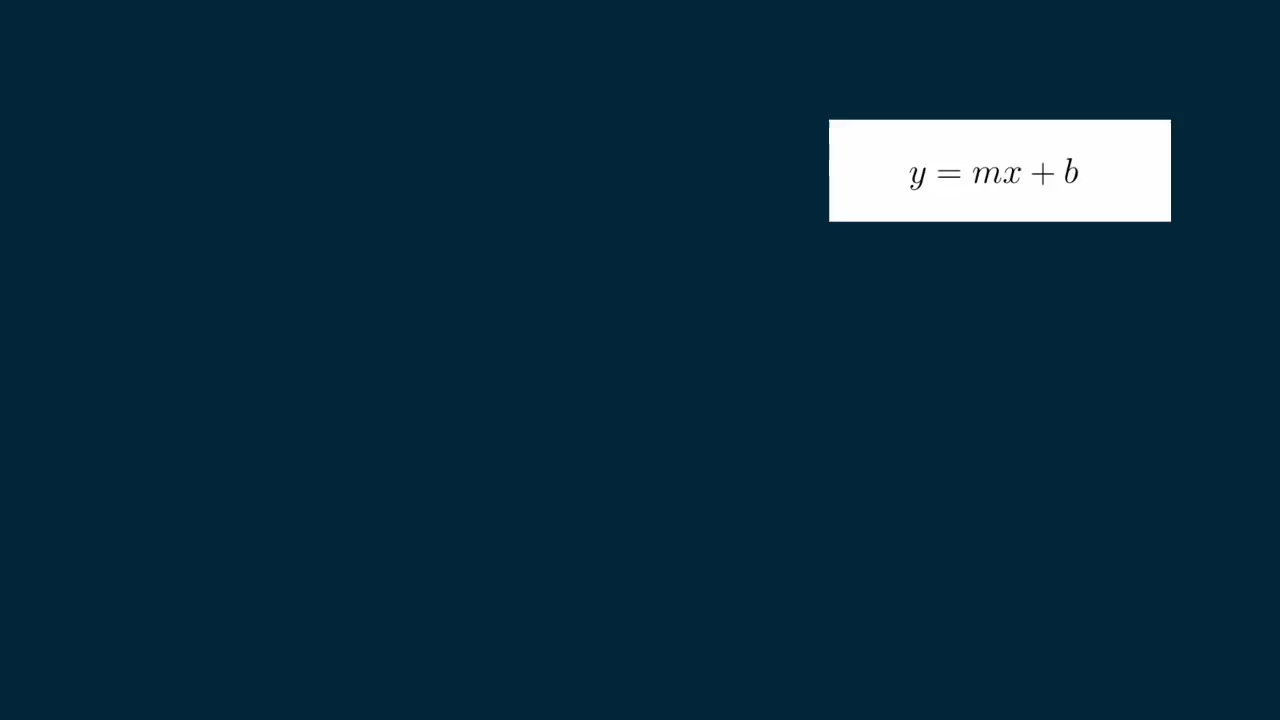 y = mx + b